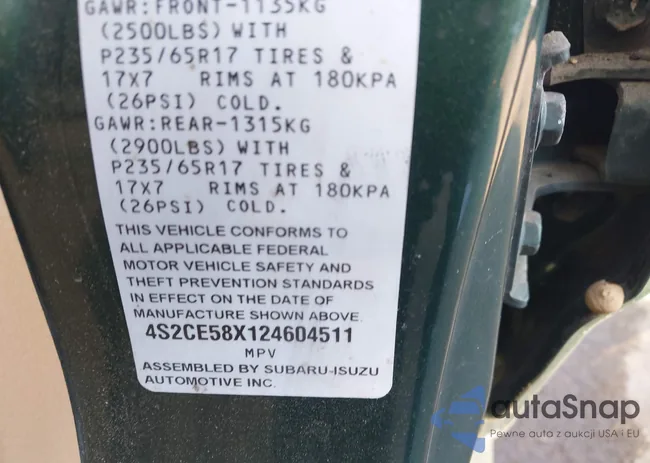 GAWR:FRONT-1135KG
(2500LBS) WITH
P235/65R17 TIRES &
17X7 RIMS AT 180KPA
(26PSI) COLD.
GAWR:REAR-1315KG
(2900LBS) WITH
P235/65R17 TIRES &
17X7 RIMS AT 180KPA
(26PSI) COLD.
THIS VEHICLE CONFORMS TO
ALL APPLICABLE FEDERAL
MOTOR VEHICLE SAFETY AND
THEFT PREVENTION STANDARDS
IN EFFECT ON THE DATE OF
MANUFACTURE SHOWN ABOVE.
4S2CE58X124604511
MPV
ASSEMBLED BY SUBARU-ISUZU
AUTOMOTIVE INC.
autoSnap
Pewne auta z aukcji USA - EU